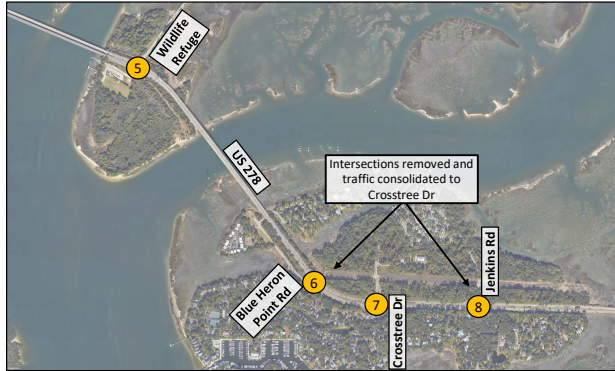 5
Wildlife
Refuge
US 278
Intersections removed and
traffic consolidated to
Crosstree Dr
Blue Heron
Point Rd
6
7
Crosstree Dr
8
Jenkins Rd